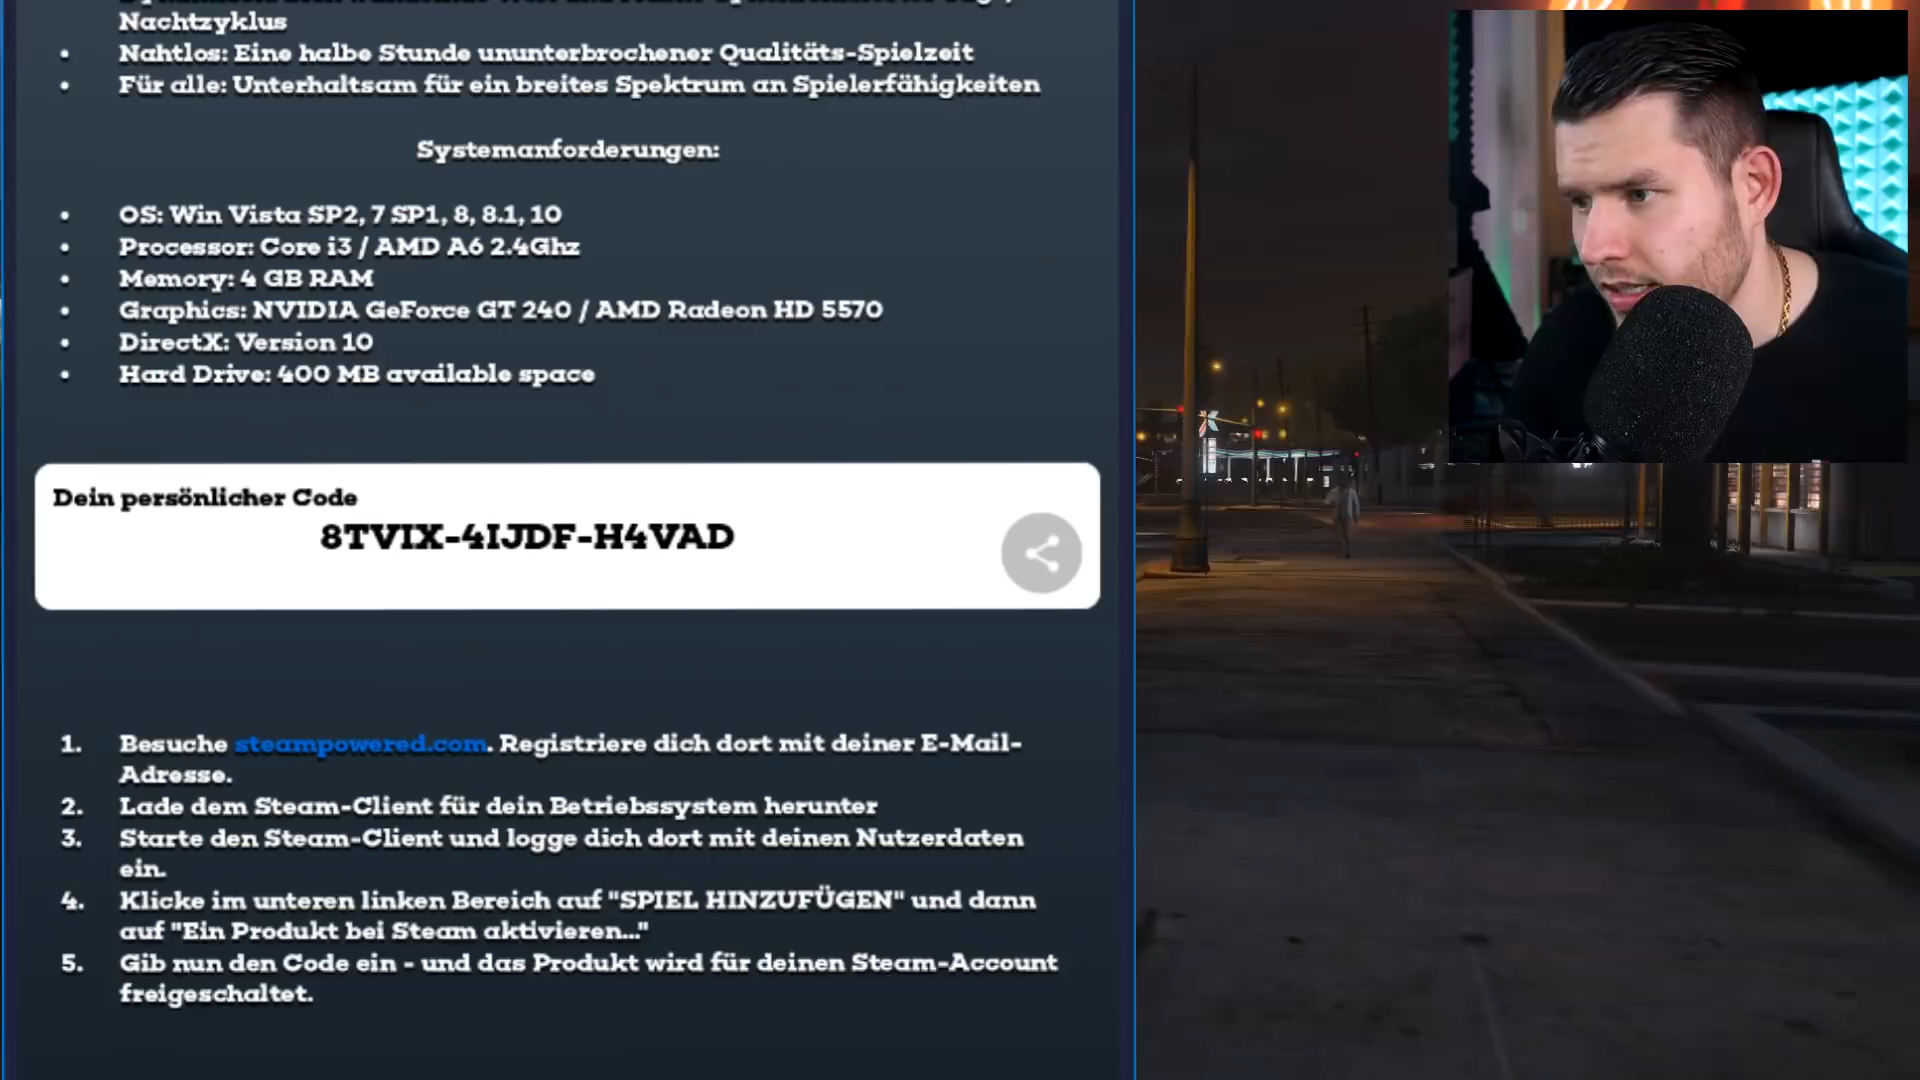 Nachtzyklus
• Nahtlos: Eine halbe Stunde ununterbrochener Qualitäts-Spielzeit
• Für alle: Unterhaltsam für ein breites Spektrum an Spielerfähigkeiten
Systemanforderungen:
• OS: Win Vista SP2, 7 SP1, 8, 8.1, 10
• Processor: Core i3 / AMD A6 2.4Ghz
• Memory: 4 GB RAM
• Graphics: NVIDIA GeForce GT 240 / AMD Radeon HD 5570
• DirectX: Version 10
• Hard Drive: 400 MB available space
Dein persönlicher Code
8TVIX-4IJDF-H4VAD
1. Besuche steampowered.com. Registriere dich dort mit deiner E-Mail-
Adresse.
2. Lade dem Steam-Client für dein Betriebssystem herunter
3. Starte den Steam-Client und logge dich dort mit deinen Nutzerdaten
ein.
4. Klicke im unteren linken Bereich auf "SPIEL HINZUFÜGEN" und dann
auf "Ein Produkt bei Steam aktivieren..."
5. Gib nun den Code ein - und das Produkt wird für deinen Steam-Account
freigeschaltet.